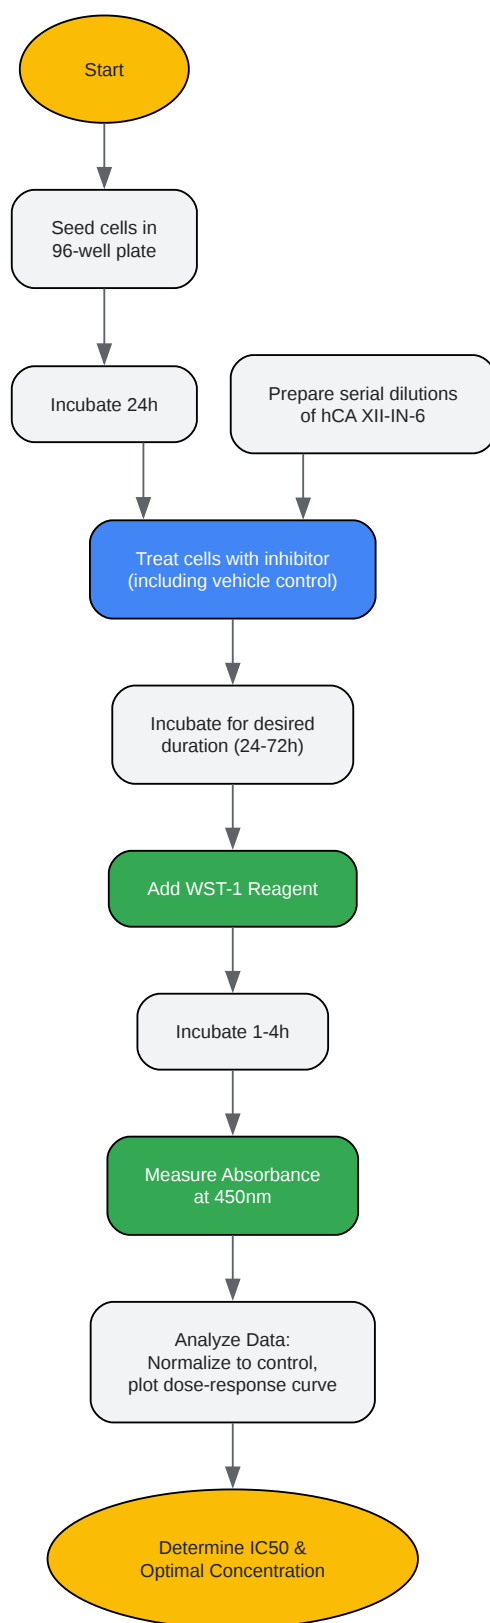 Start
Seed cells in
96-well plate
Incubate 24h
Prepare serial dilutions
of hCA XII-IN-6
Treat cells with inhibitor
(including vehicle control)
Incubate for desired
duration (24-72h)
Add WST-1 Reagent
Incubate 1-4h
Measure Absorbance
at 450nm
Analyze Data:
Normalize to control,
plot dose-response curve
Determine IC50 &
Optimal Concentration